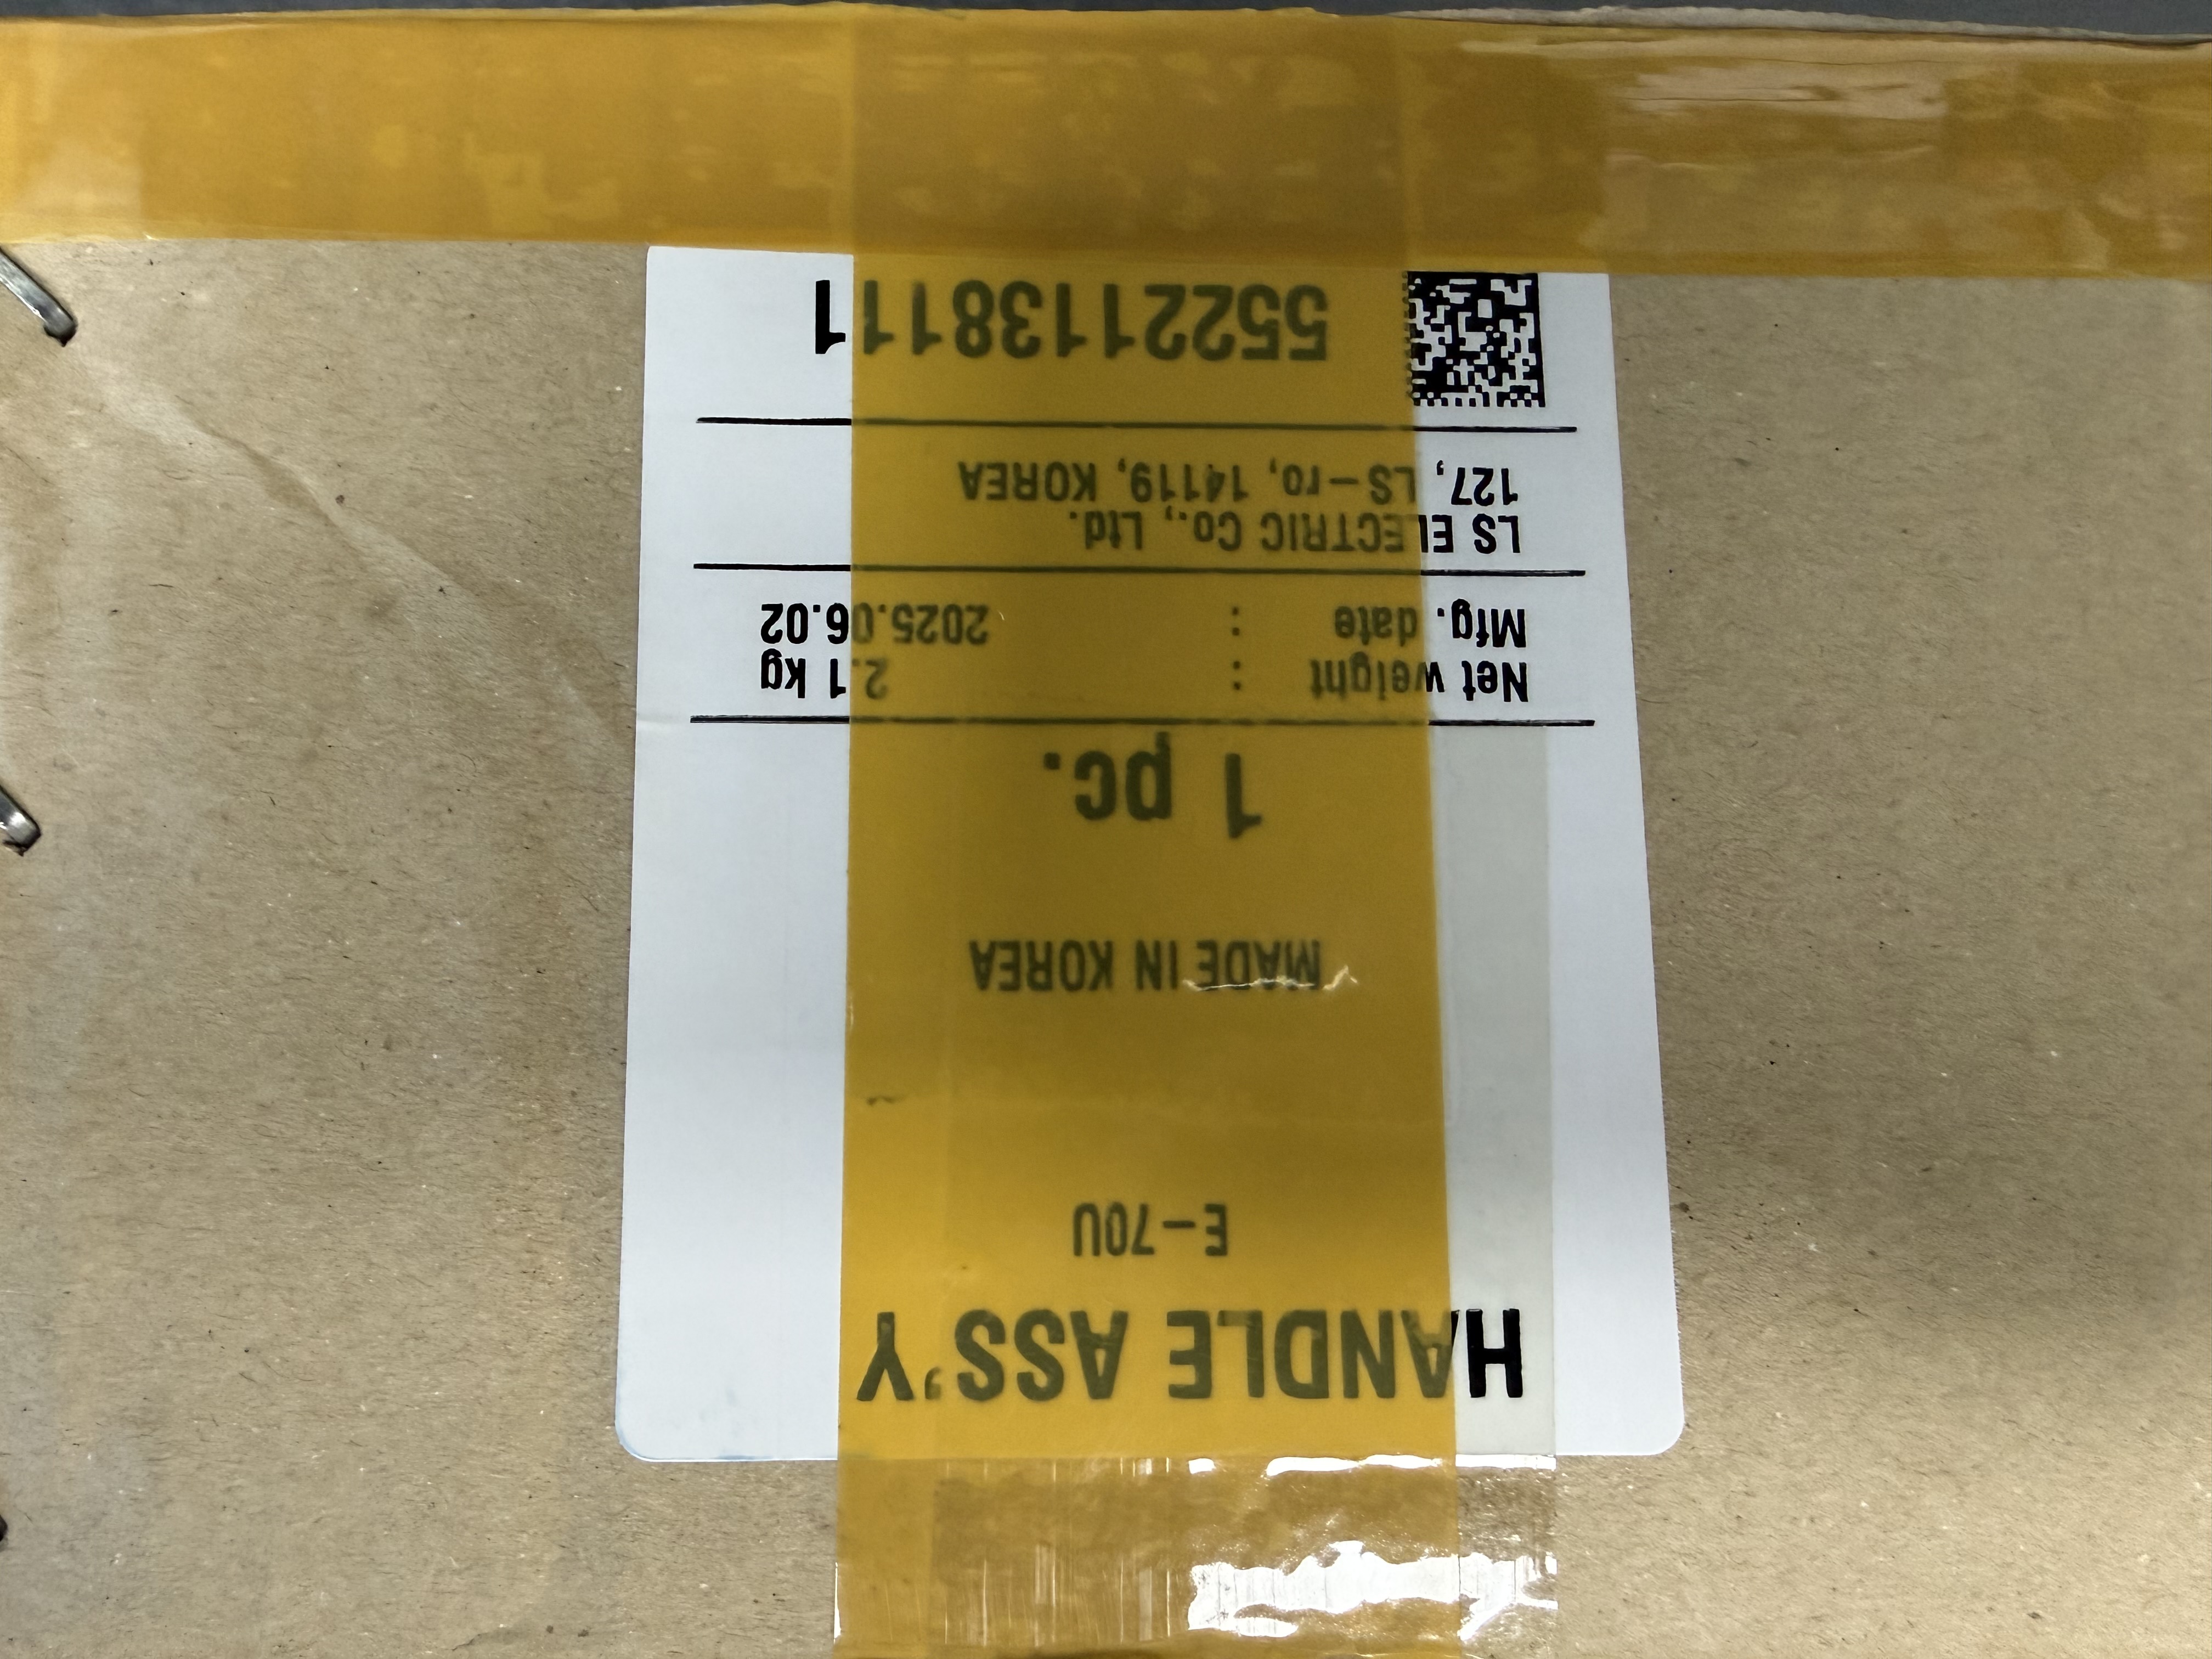 HANDLE ASS'Y
E-70U
MADE IN KOREA
1 pc.
Net weight : 2.1 kg
Mfg. date : 2025.06.02
LS ELECTRIC Co., Ltd.
127, LS-ro, 14119, KOREA
55221138111